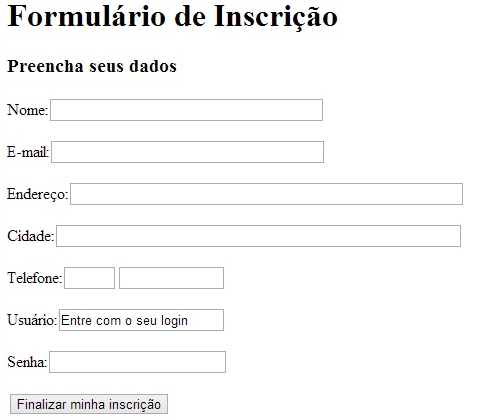 Formulário de Inscrição
Preencha seus dados
Nome:
E-mail:
Endereço:
Cidade:
Telefone:
Usuário: Entre com o seu login
Senha:
Finalizar minha inscrição